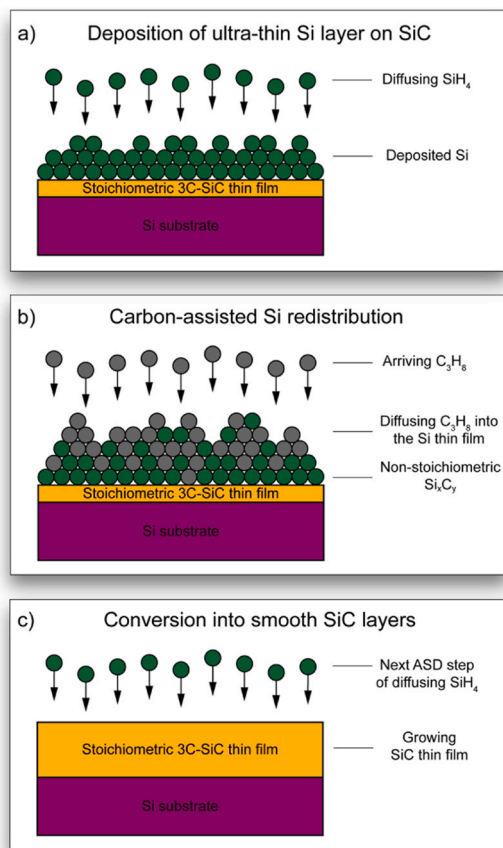 a) Deposition of ultra-thin Si layer on SiC
Diffusing SiH₄
Deposited Si
Stoichiometric 3C-SiC thin film
Si substrate
b) Carbon-assisted Si redistribution
Arriving C₃H₈
Diffusing C₃H₈ into
the Si thin film
Non-stoichiometric
SiₓCᵧ
Stoichiometric 3C-SiC thin film
Si substrate
c) Conversion into smooth SiC layers
Next ASD step
of diffusing SiH₄
Stoichiometric 3C-SiC thin film
Growing
SiC thin film
Si substrate